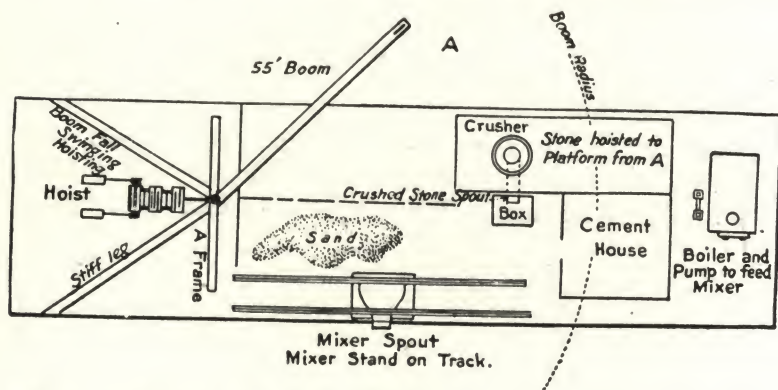 A
55' Boom
Boom Radius
Boom Fall
Swinging
Hoisting
Crusher
Stone hoisted to
Platform from A
Hoist
Crushed Stone Spout
Box
Cement
House
Sand
Stiff leg
A Frame
Boiler and
Pump to feed
Mixer
Mixer Spout
Mixer Stand on Track.